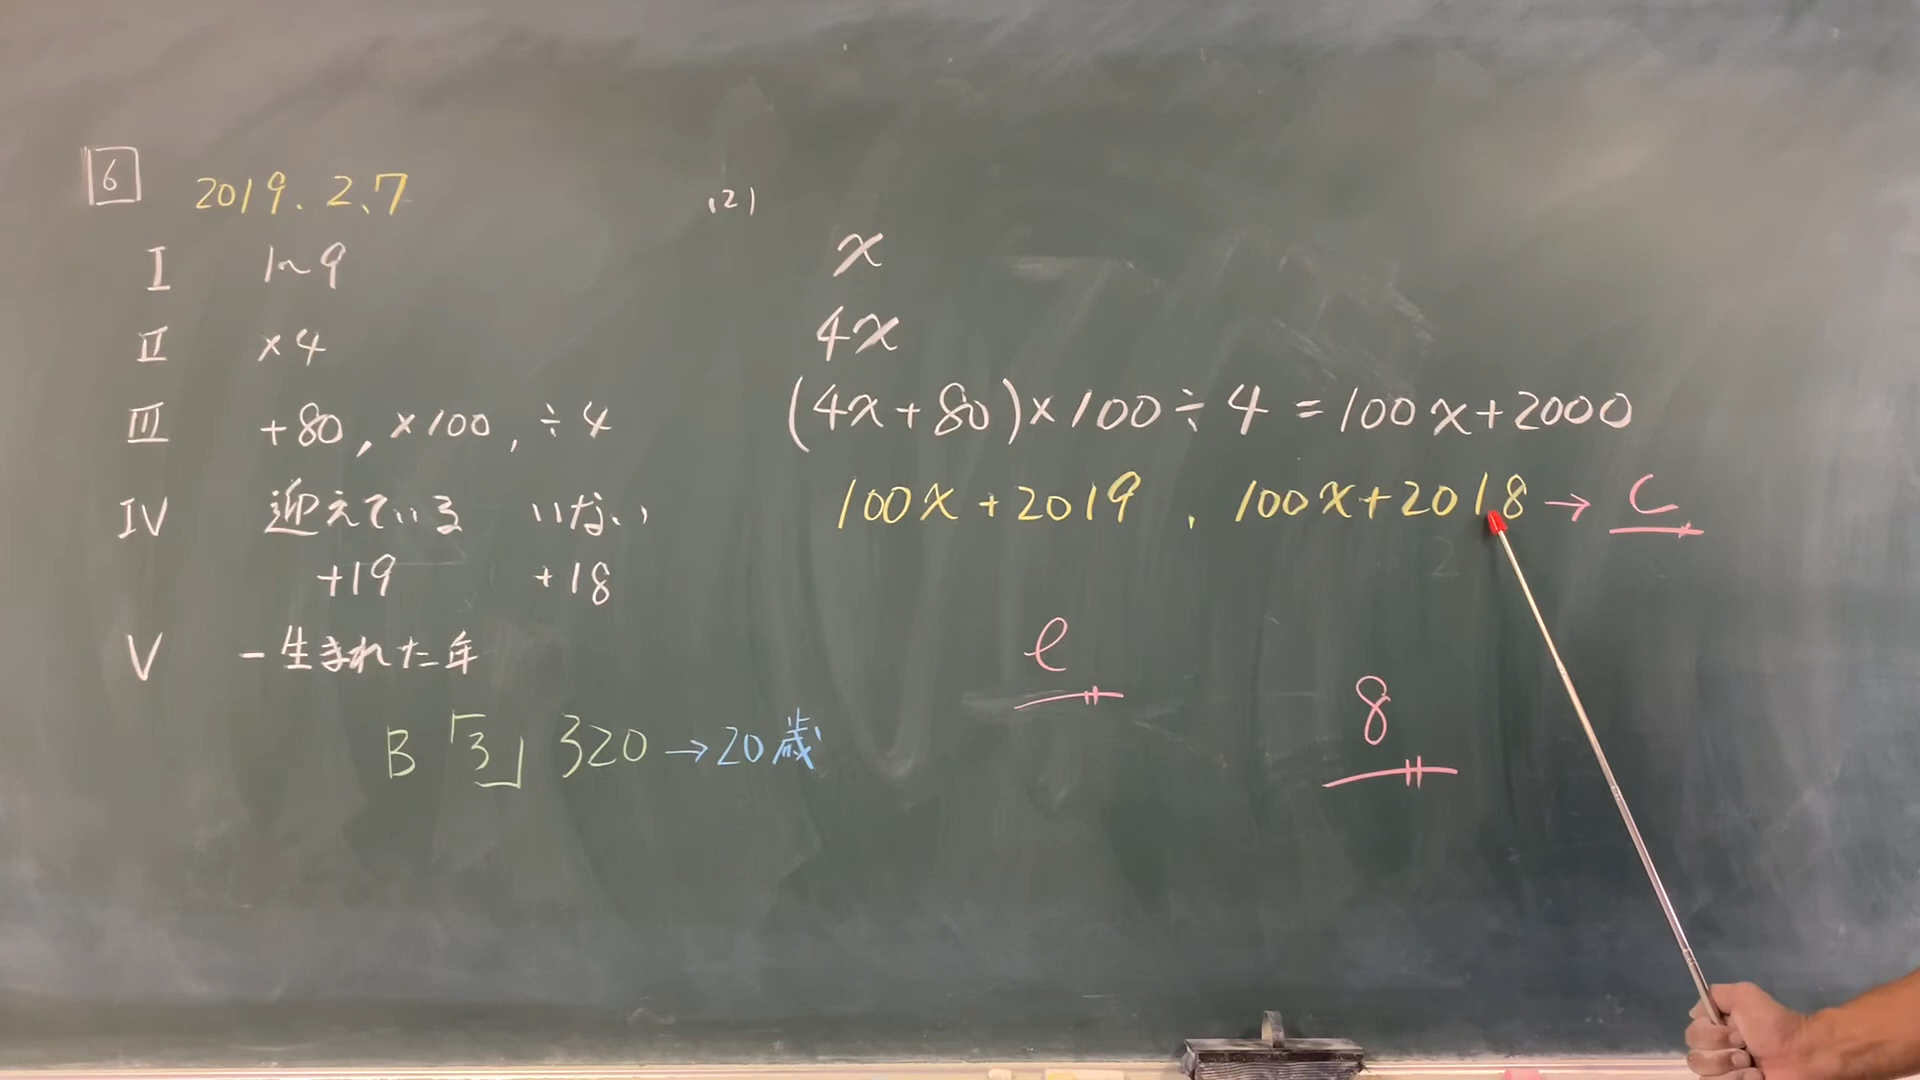 6 2019.2.7
I 1~9
II ×4
III +80, ×100, ÷4
IV 迎えている いない
+19 +18
V -生まれた年
B「3」320→20歳
(2)
x
4x
(4x+80)×100÷4=100x+2000
100x+2019, 100x+2018→C
e
8